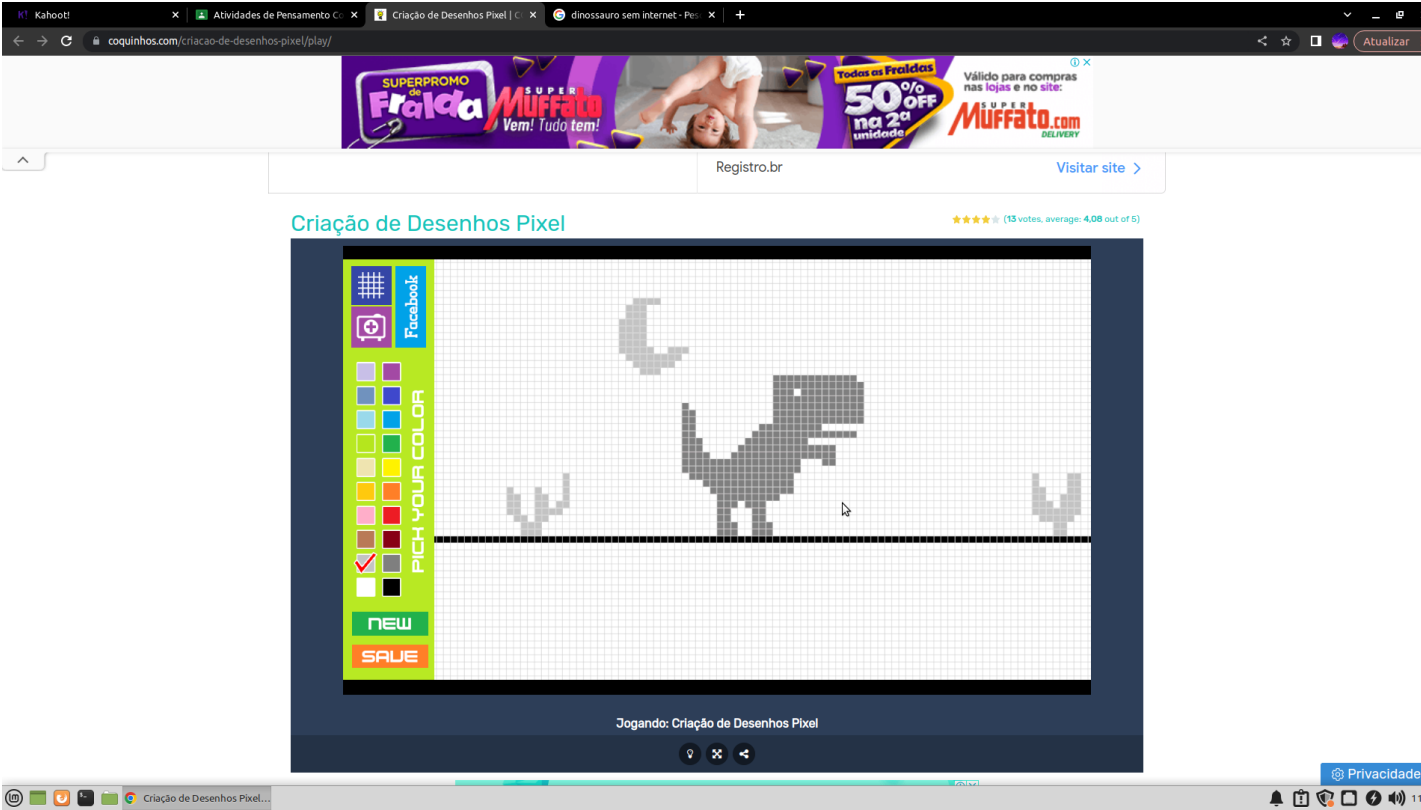 Kahoot!
Atividades de Pensamento Co
Criação de Desenhos Pixel | C
dinossauro sem internet - Pes
coquinhos.com/criacao-de-desenhos-pixel/play/
Atualizar
SUPERPROMO
de
Fralda
SUPER
Muffato
Vem! Tudo tem!
Todas as Fraldas
50% OFF
na 2ª
unidade
Válido para compras
nas lojas e no site:
SUPER
Muffato.com
DELIVERY
Registro.br
Visitar site
Criação de Desenhos Pixel
(13 votes, average: 4,08 out of 5)
Facebook
PICK YOUR COLOR
NEW
SAVE
Jogando: Criação de Desenhos Pixel
Privacidade
Criação de Desenhos Pixel...
11